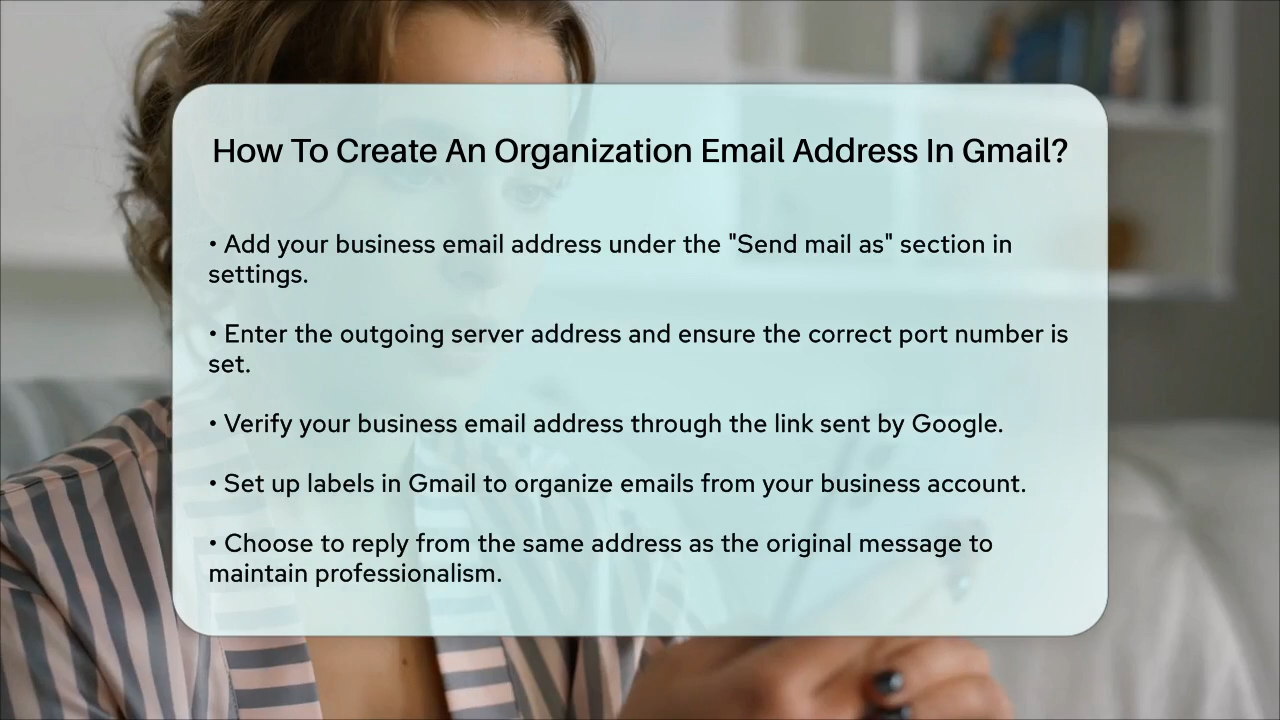 How To Create An Organization Email Address In Gmail?
• Add your business email address under the "Send mail as" section in
settings.
• Enter the outgoing server address and ensure the correct port number is
set.
• Verify your business email address through the link sent by Google.
• Set up labels in Gmail to organize emails from your business account.
• Choose to reply from the same address as the original message to
maintain professionalism.